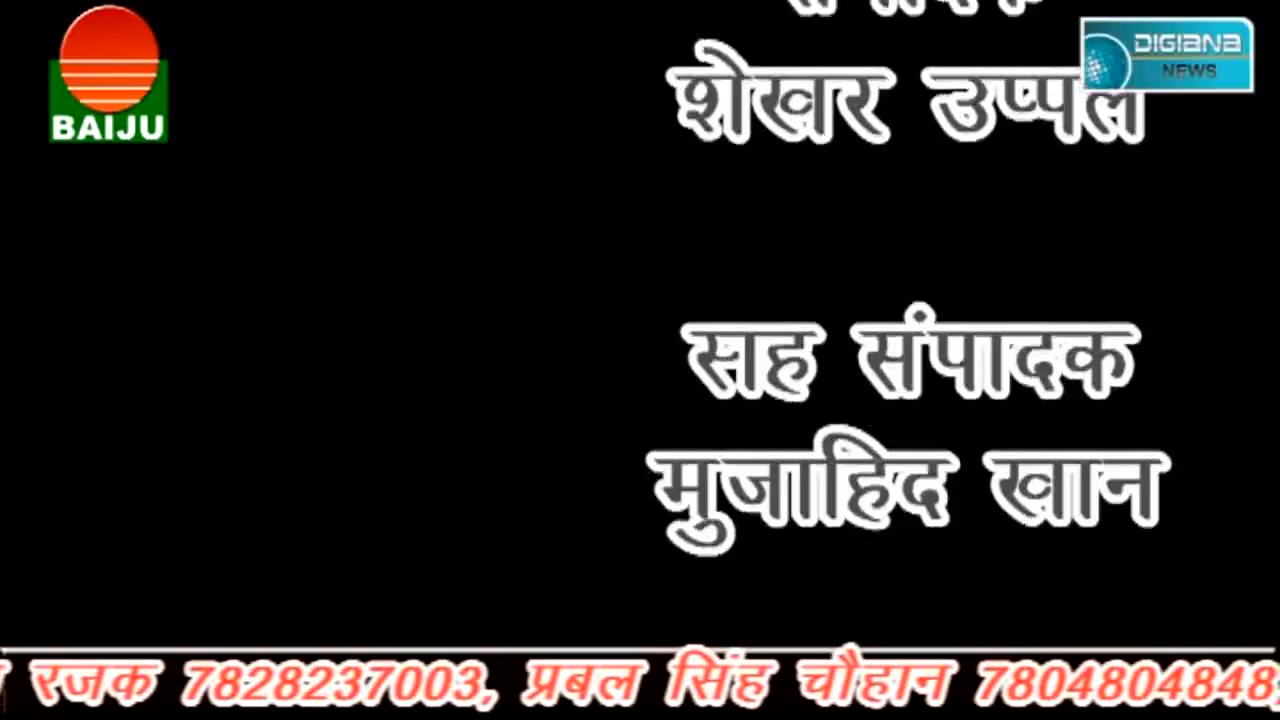 शेखर उप्पल
DIGIANA
NEWS
BAIJU
सह संपादक
मुजाहिद खान
रजक 7828237003, प्रबल सिंह चौहान 7804804848,